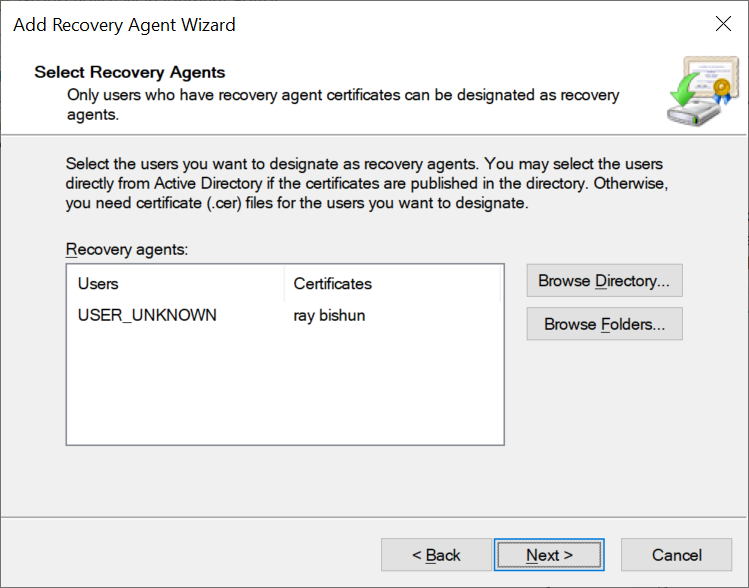 Add Recovery Agent Wizard
Select Recovery Agents
Only users who have recovery agent certificates can be designated as recovery
agents.
Select the users you want to designate as recovery agents. You may select the users
directly from Active Directory if the certificates are published in the directory. Otherwise,
you need certificate (.cer) files for the users you want to designate.
Recovery agents:
Users Certificates
USER_UNKNOWN ray bishun
Browse Directory...
Browse Folders...
< Back Next > Cancel